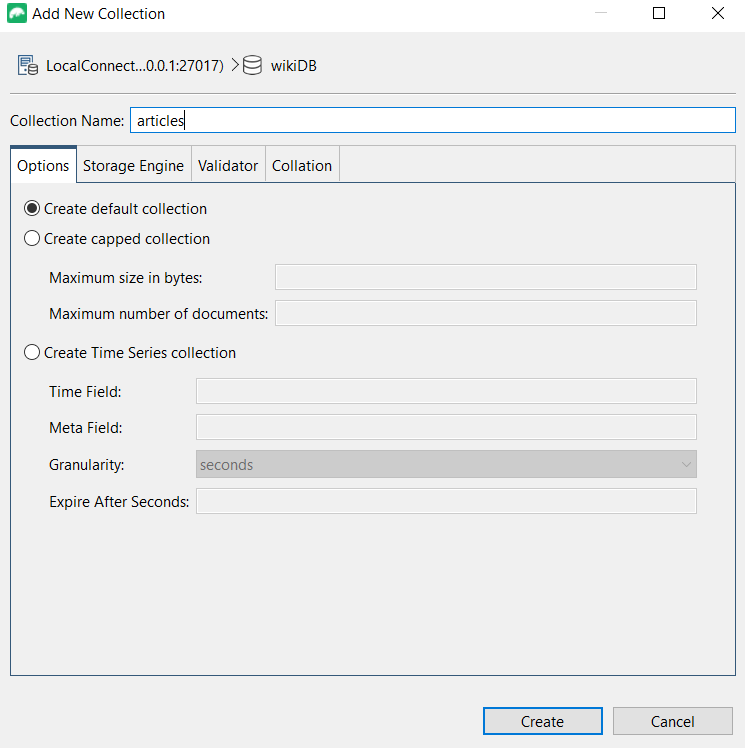 Add New Collection
LocalConnect...0.0.1:27017) > wikiDB
Collection Name: articles
Options Storage Engine Validator Collation
Create default collection
Create capped collection
Maximum size in bytes:
Maximum number of documents:
Create Time Series collection
Time Field:
Meta Field:
Granularity: seconds
Expire After Seconds:
Create Cancel